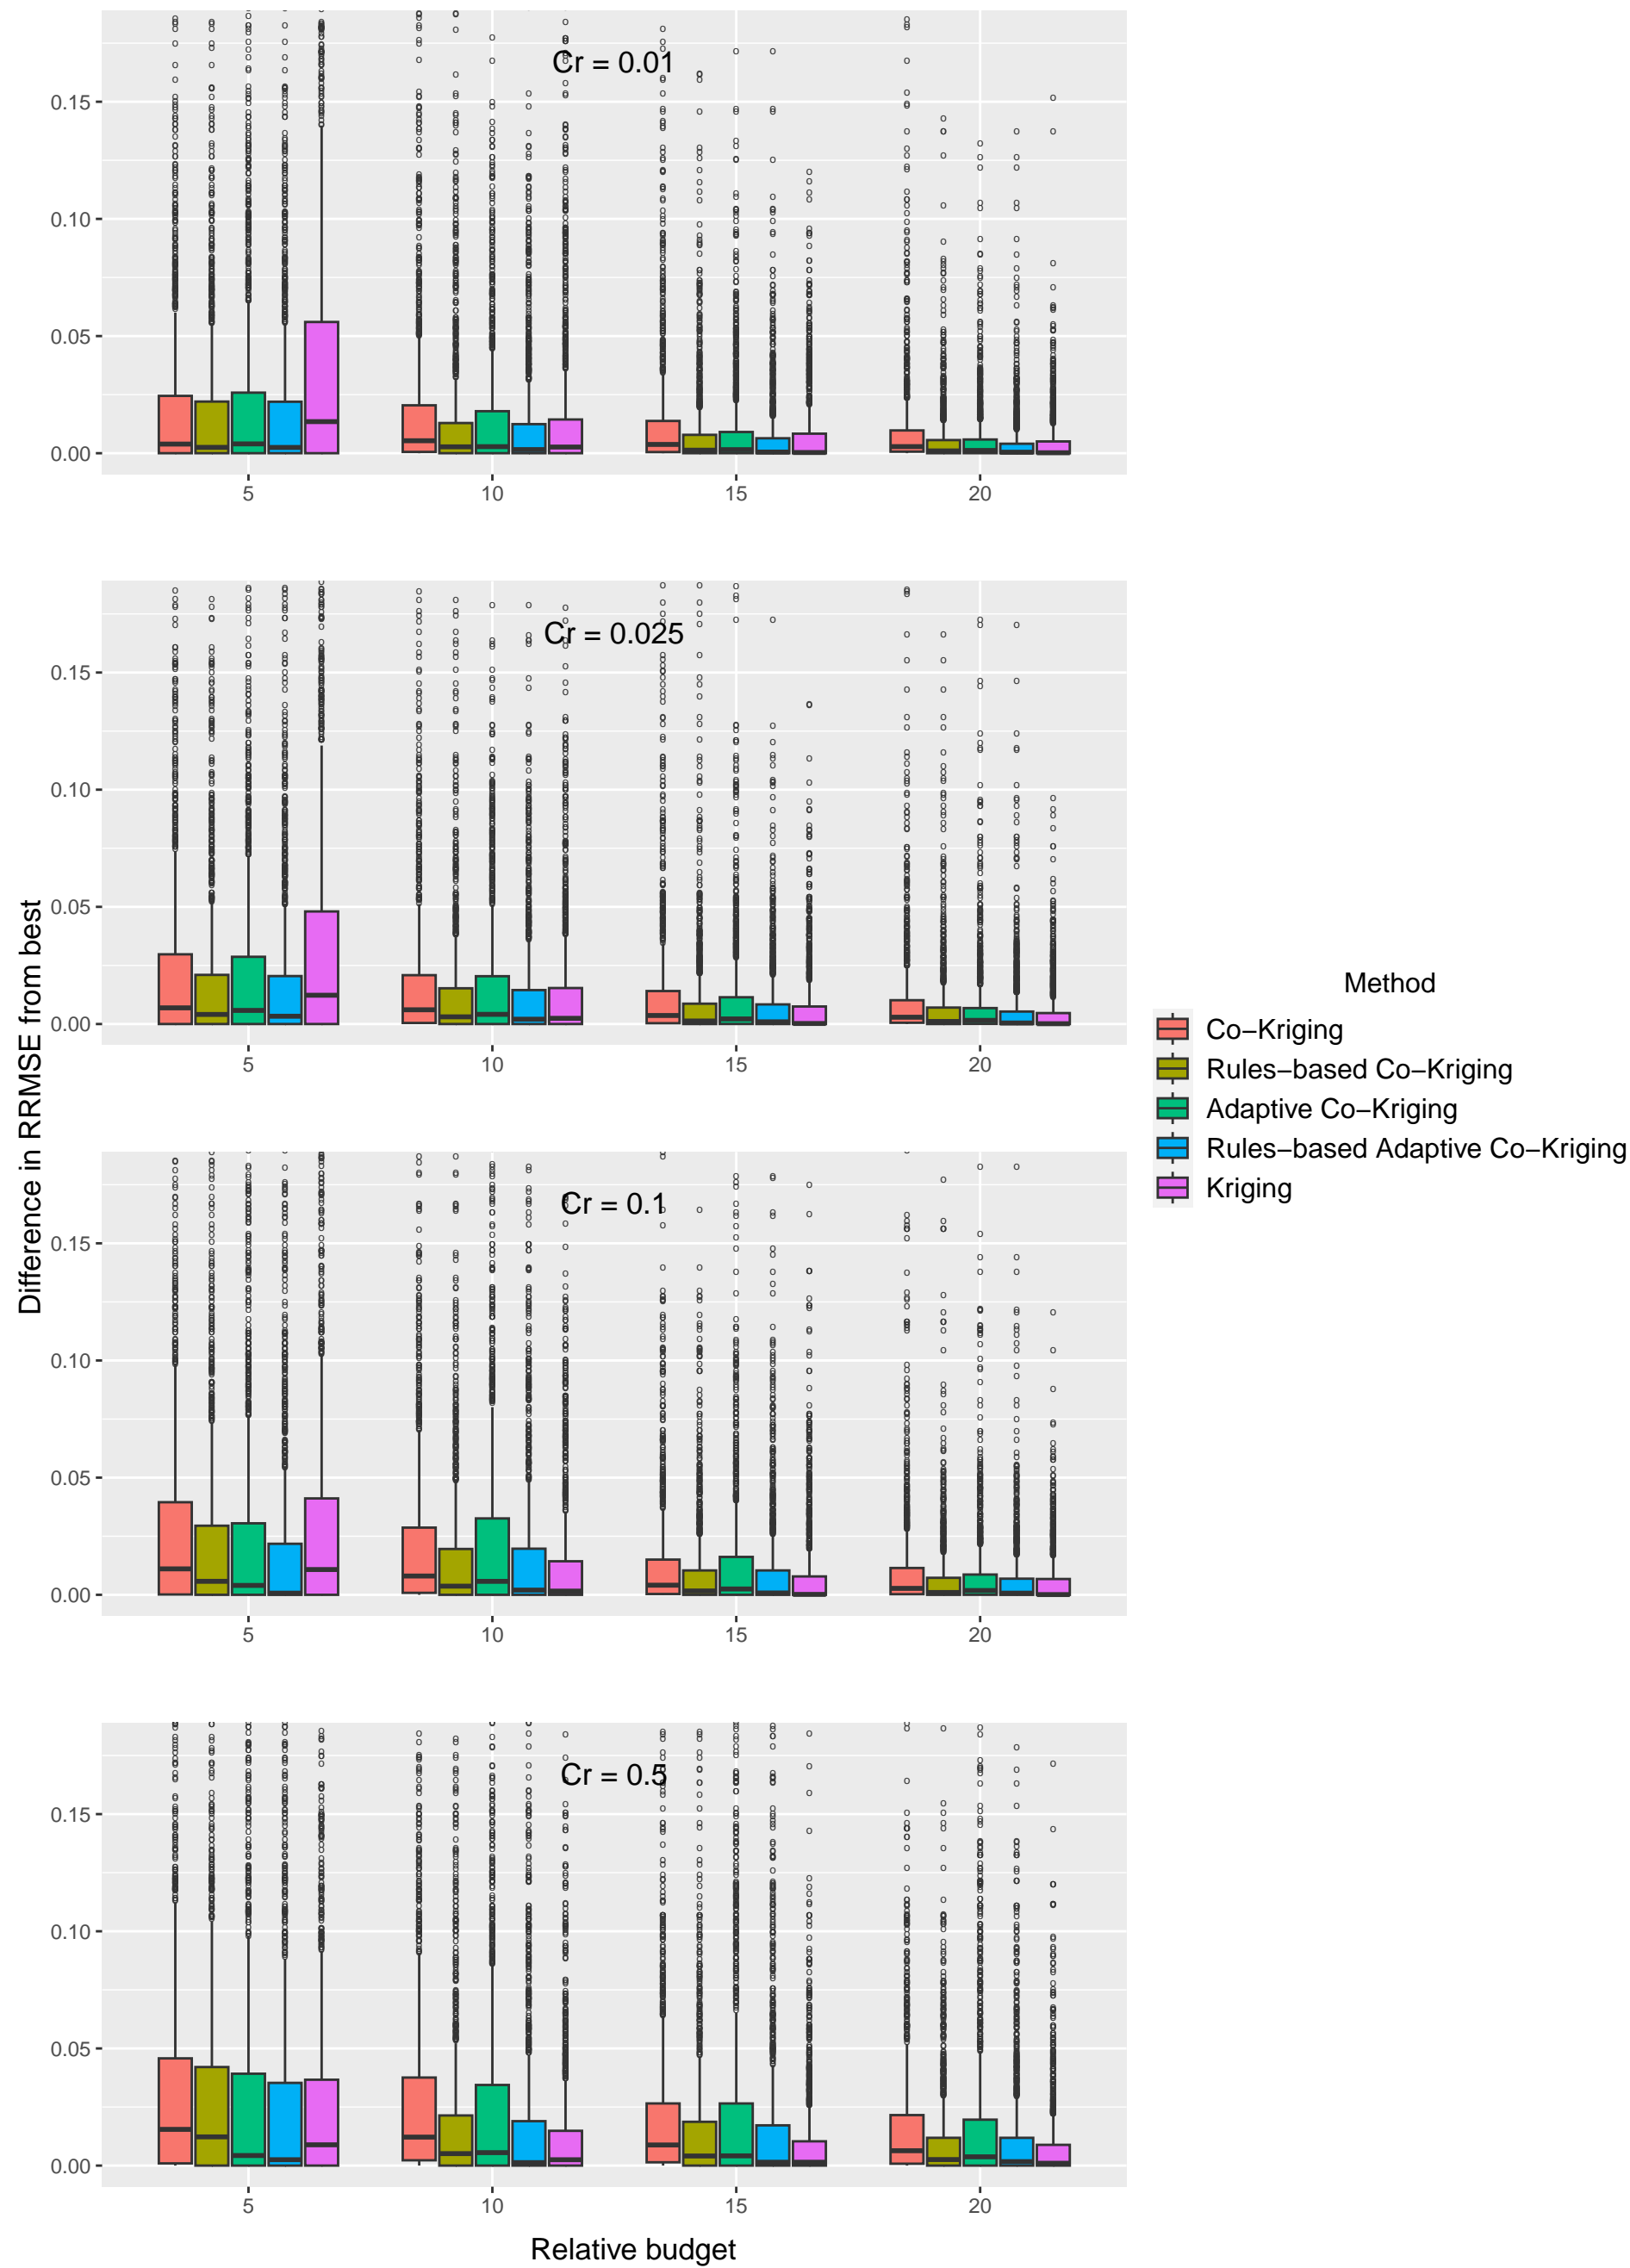 Cr = 0.01
0.15
0.10
0.05
0.00
5 10 15 20
Cr = 0.025
0.15
0.10
0.05
0.00
5 10 15 20
Cr = 0.1
0.15
0.10
0.05
0.00
5 10 15 20
Cr = 0.5
0.15
0.10
0.05
0.00
5 10 15 20
Difference in RRMSE from best
Relative budget
Method
Co−Kriging
Rules−based Co−Kriging
Adaptive Co−Kriging
Rules−based Adaptive Co−Kriging
Kriging